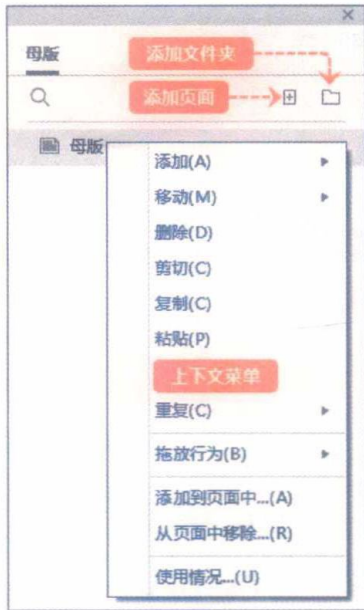 母版
添加文件夹
添加页面
母版
添加(A)
移动(M)
删除(D)
剪切(C)
复制(C)
粘贴(P)
上下文菜单
重复(C)
拖放行为(B)
添加到页面中...(A)
从页面中移除...(R)
使用情况...(U)